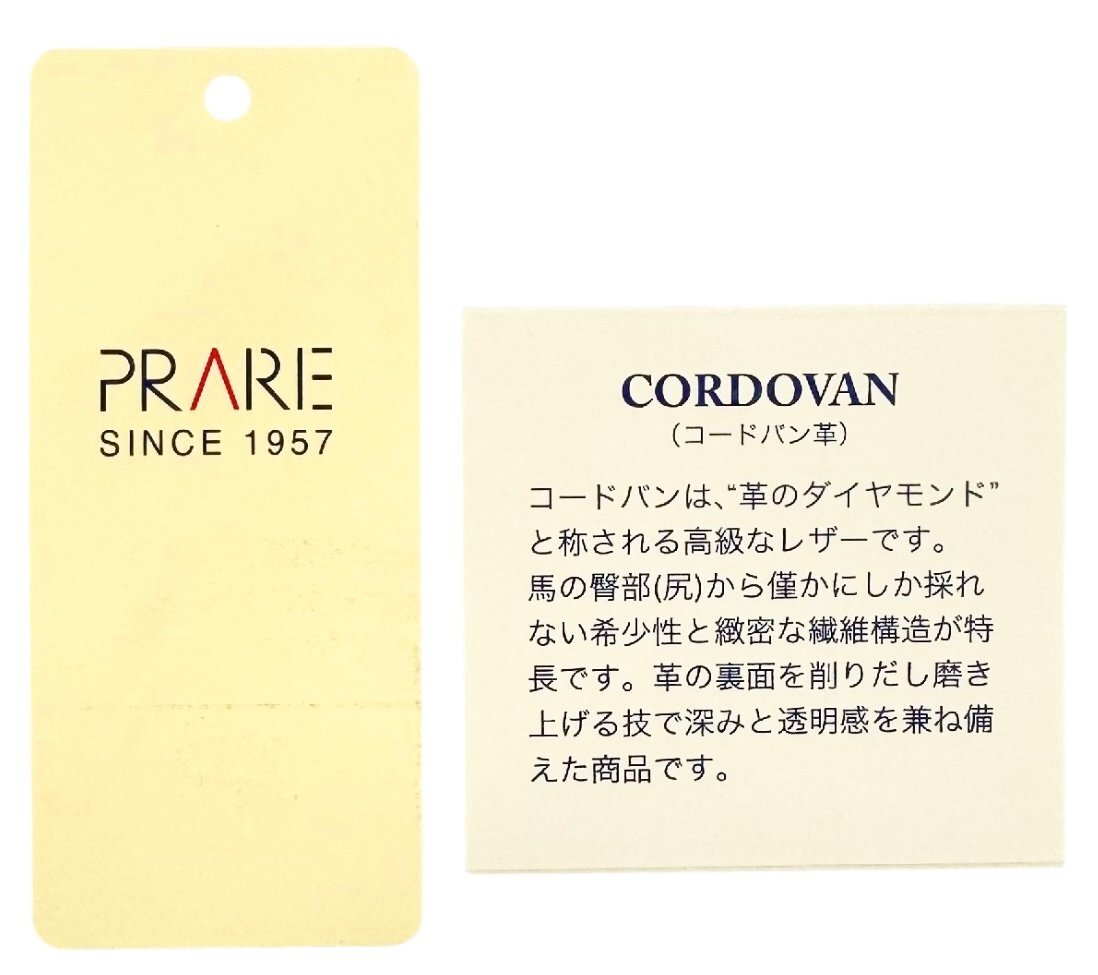 PRARE
SINCE 1957
CORDOVAN
（コードバン革）
コードバンは、“革のダイヤモンド”
と称される高級なレザーです。
馬の臀部(尻)から僅かにしか採れ
ない希少性と緻密な繊維構造が特
長です。革の裏面を削りだし磨き
上げる技で深みと透明感を兼ね備
えた商品です。